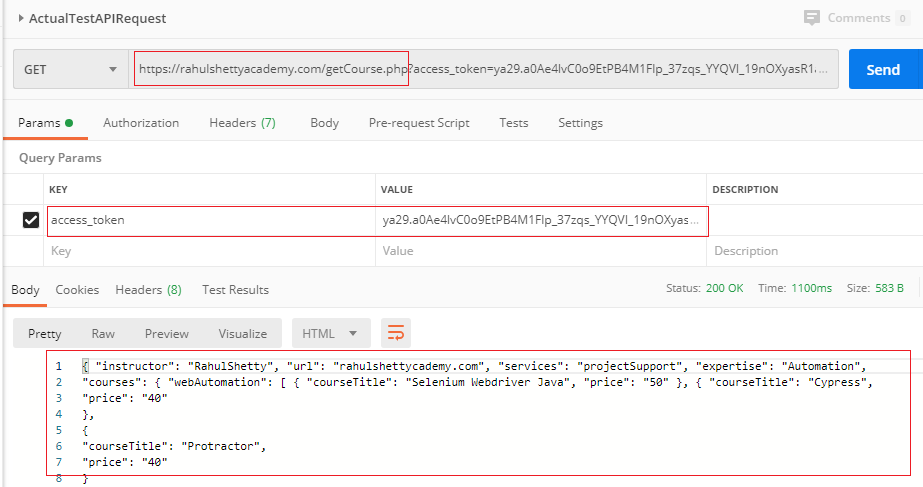 ActualTestAPIRequest Comments 0
GET https://rahulshettyacademy.com/getCourse.php?access_token=ya29.a0Ae4lvC0o9EtPB4M1Flp_37zqs_YYQVl_19nOXyasR1... Send
Params Authorization Headers (7) Body Pre-request Script Tests Settings
Query Params
KEY VALUE DESCRIPTION
access_token ya29.a0Ae4lvC0o9EtPB4M1Flp_37zqs_YYQVl_19nOXyas...
Key Value Description
Body Cookies Headers (8) Test Results Status: 200 OK Time: 1100ms Size: 583 B
Pretty Raw Preview Visualize HTML
1 { "instructor": "RahulShetty", "url": "rahulshettycademy.com", "services": "projectSupport", "expertise": "Automation",
2 "courses": { "webAutomation": [ { "courseTitle": "Selenium Webdriver Java", "price": "50" }, { "courseTitle": "Cypress",
3 "price": "40"
4 },
5 {
6 "courseTitle": "Protractor",
7 "price": "40"
8 }